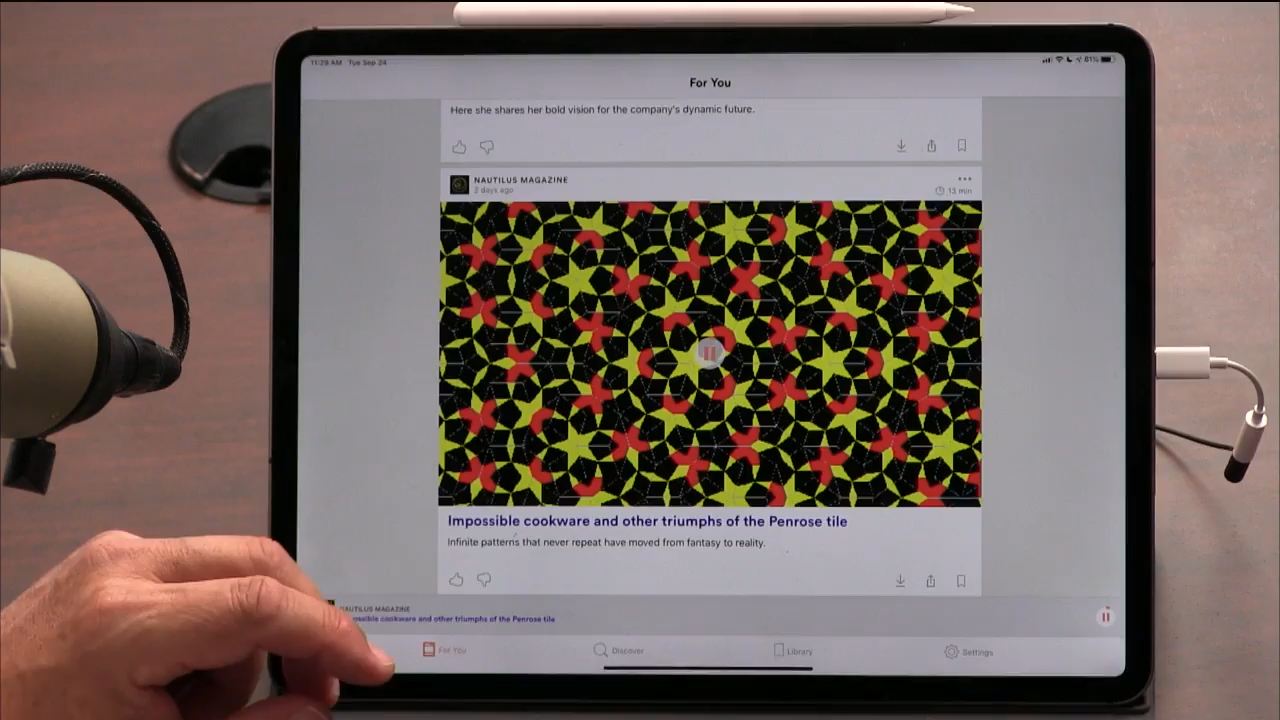 11:29 AM Tue Sep 24
81%
For You
Here she shares her bold vision for the company's dynamic future.
NAUTILUS MAGAZINE
2 days ago
13 min
Impossible cookware and other triumphs of the Penrose tile
Infinite patterns that never repeat have moved from fantasy to reality.
NAUTILUS MAGAZINE
possible cookware and other triumphs of the Penrose tile
For You
Discover
Library
Settings